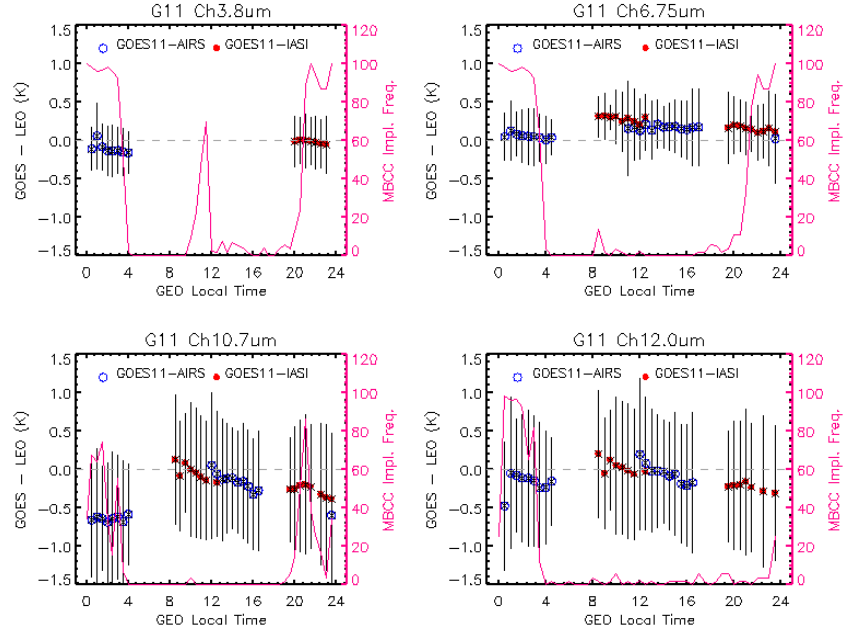 G11 Ch3.8um
GOES11-AIRS GOES11-IASI
GOES - LEO (K)
1.5
1.0
0.5
0.0
-0.5
-1.0
-1.5
0 4 8 12 16 20 24
GEO Local Time
120
100
80
60
40
20
0
MBCC Impl. Freq.
G11 Ch6.75um
GOES11-AIRS GOES11-IASI
GOES - LEO (K)
1.5
1.0
0.5
0.0
-0.5
-1.0
-1.5
0 4 8 12 16 20 24
GEO Local Time
120
100
80
60
40
20
0
MBCC Impl. Freq.
G11 Ch10.7um
GOES11-AIRS GOES11-IASI
GOES - LEO (K)
1.5
1.0
0.5
0.0
-0.5
-1.0
-1.5
0 4 8 12 16 20 24
GEO Local Time
120
100
80
60
40
20
0
MBCC Impl. Freq.
G11 Ch12.0um
GOES11-AIRS GOES11-IASI
GOES - LEO (K)
1.5
1.0
0.5
0.0
-0.5
-1.0
-1.5
0 4 8 12 16 20 24
GEO Local Time
120
100
80
60
40
20
0
MBCC Impl. Freq.